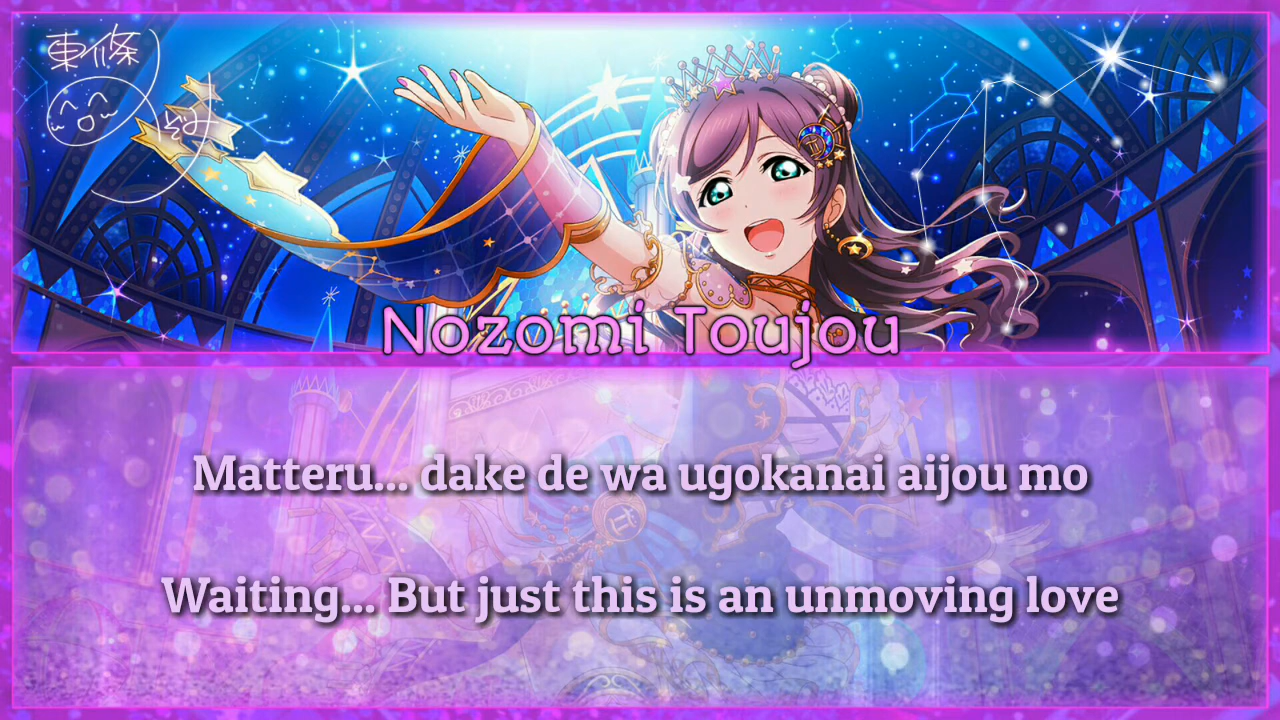 東條
のぞみ
Nozomi Toujou
Matteru... dake de wa ugokanai aijou mo
Waiting... But just this is an unmoving love